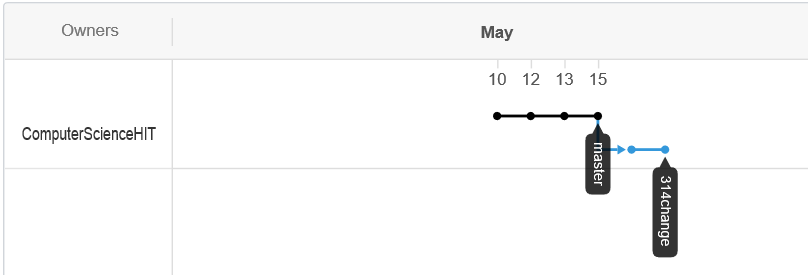 Owners
May
10 12 13 15
ComputerScienceHIT
master
314change